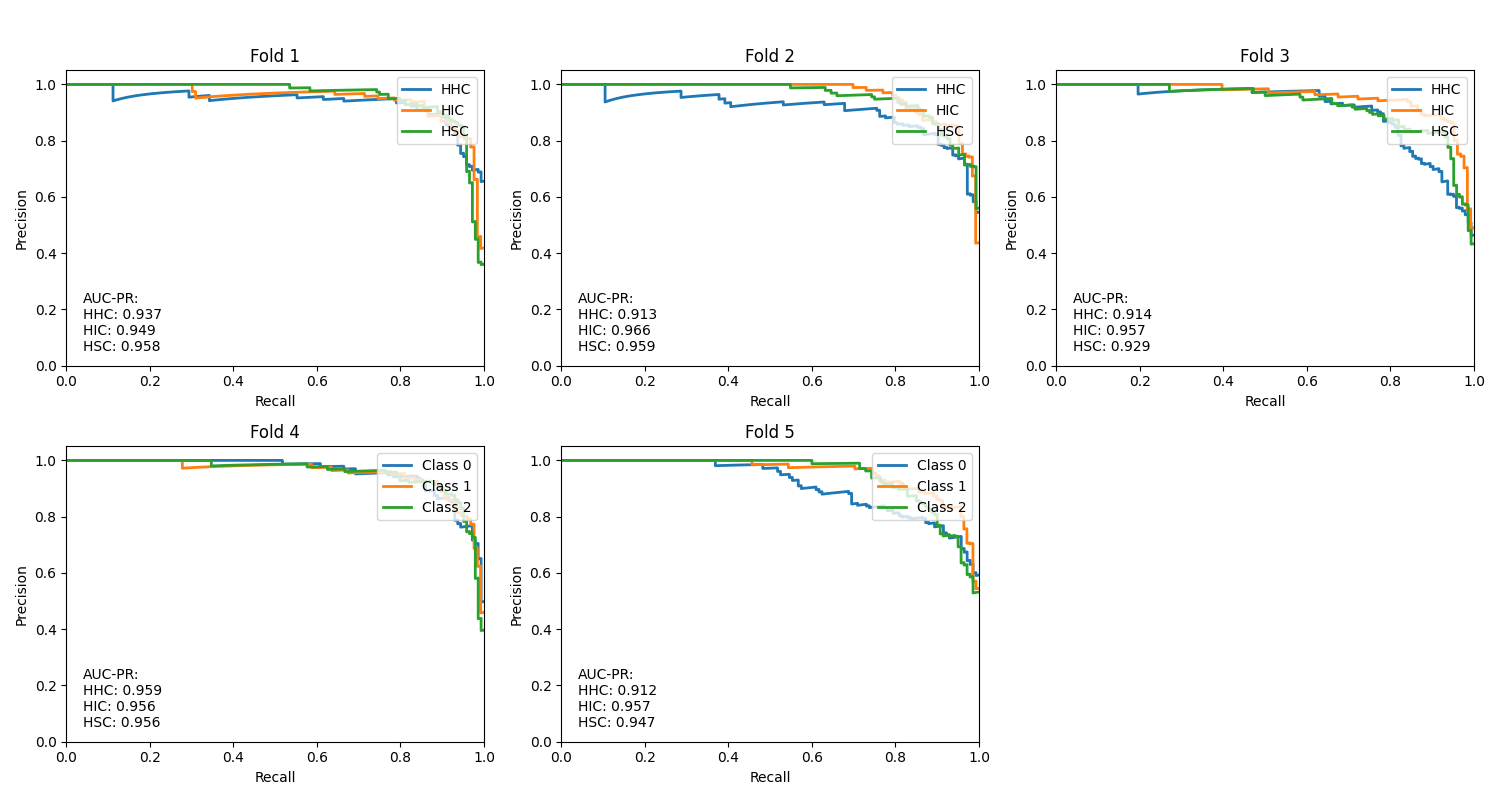 Fold 1
1.0
0.8
0.6
0.4
0.2
0.0
Precision
HHC
HIC
HSC
AUC-PR:
HHC: 0.937
HIC: 0.949
HSC: 0.958
0.0 0.2 0.4 0.6 0.8 1.0
Recall
Fold 2
1.0
0.8
0.6
0.4
0.2
0.0
Precision
HHC
HIC
HSC
AUC-PR:
HHC: 0.913
HIC: 0.966
HSC: 0.959
0.0 0.2 0.4 0.6 0.8 1.0
Recall
Fold 3
1.0
0.8
0.6
0.4
0.2
0.0
Precision
HHC
HIC
HSC
AUC-PR:
HHC: 0.914
HIC: 0.957
HSC: 0.929
0.0 0.2 0.4 0.6 0.8 1.0
Recall
Fold 4
1.0
0.8
0.6
0.4
0.2
0.0
Precision
Class 0
Class 1
Class 2
AUC-PR:
HHC: 0.959
HIC: 0.956
HSC: 0.956
0.0 0.2 0.4 0.6 0.8 1.0
Recall
Fold 5
1.0
0.8
0.6
0.4
0.2
0.0
Precision
Class 0
Class 1
Class 2
AUC-PR:
HHC: 0.912
HIC: 0.957
HSC: 0.947
0.0 0.2 0.4 0.6 0.8 1.0
Recall